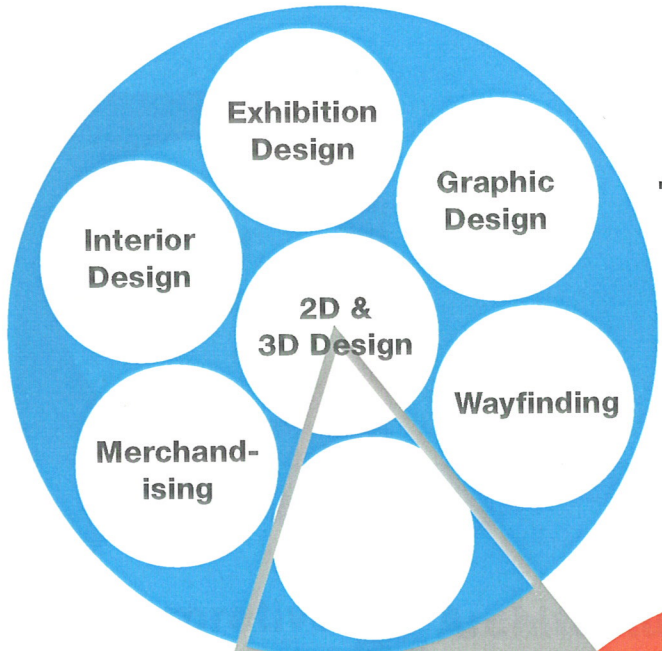 Exhibition
Design
Graphic
Design
Interior
Design
2D &
3D Design
Wayfinding
Merchand-
ising